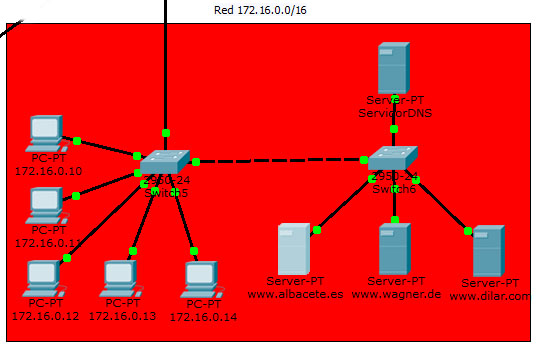 Red 172.16.0.0/16
Server-PT
ServidorDNS
PC-PT
172.16.0.10
2950-24
Switch5
2950-24
Switch6
PC-PT
172.16.0.11
PC-PT
172.16.0.12
PC-PT
172.16.0.13
PC-PT
172.16.0.14
Server-PT
www.albacete.es
Server-PT
www.wagner.de
Server-PT
www.dilar.com